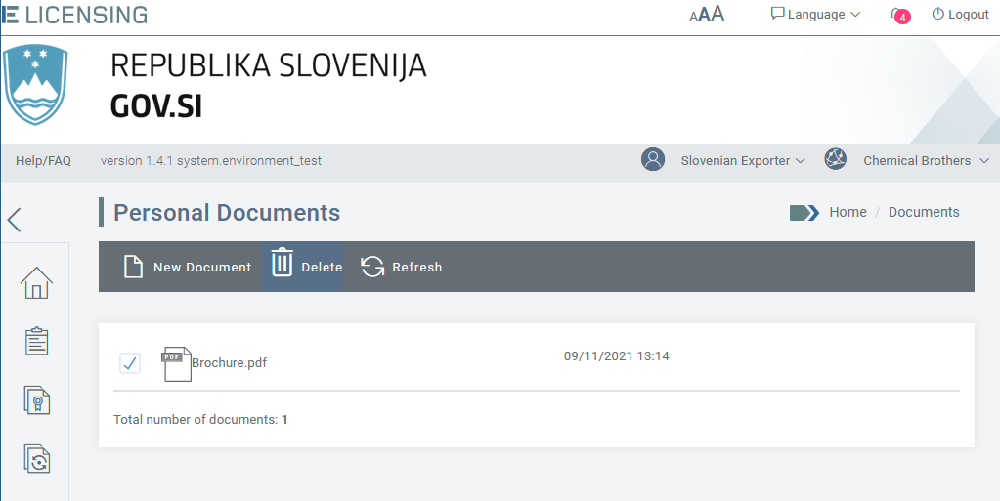 E LICENSING
AAA
Language
4
Logout
REPUBLIKA SLOVENIJA
GOV.SI
Help/FAQ
version 1.4.1 system.environment_test
Slovenian Exporter
Chemical Brothers
Personal Documents
Home / Documents
New Document
Delete
Refresh
PDF
Brochure.pdf
09/11/2021 13:14
Total number of documents: 1